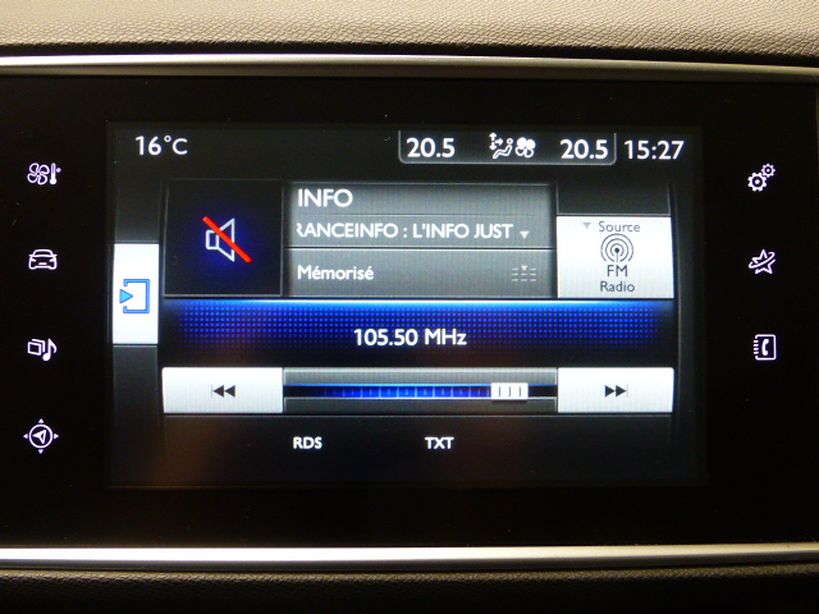 16°C 20.5 20.5 15:27
INFO
RANCEINFO : L'INFO JUST
Mémorisé
Source
FM
Radio
105.50 MHz
RDS TXT